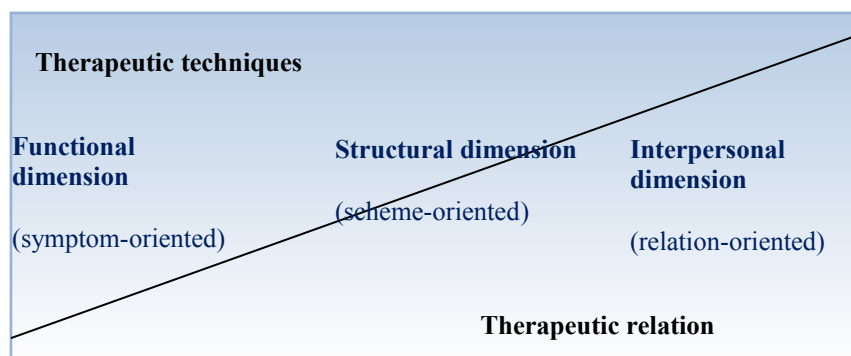 Therapeutic techniques
Functional
dimension
(symptom-oriented)
Structural dimension
(scheme-oriented)
Interpersonal
dimension
(relation-oriented)
Therapeutic relation